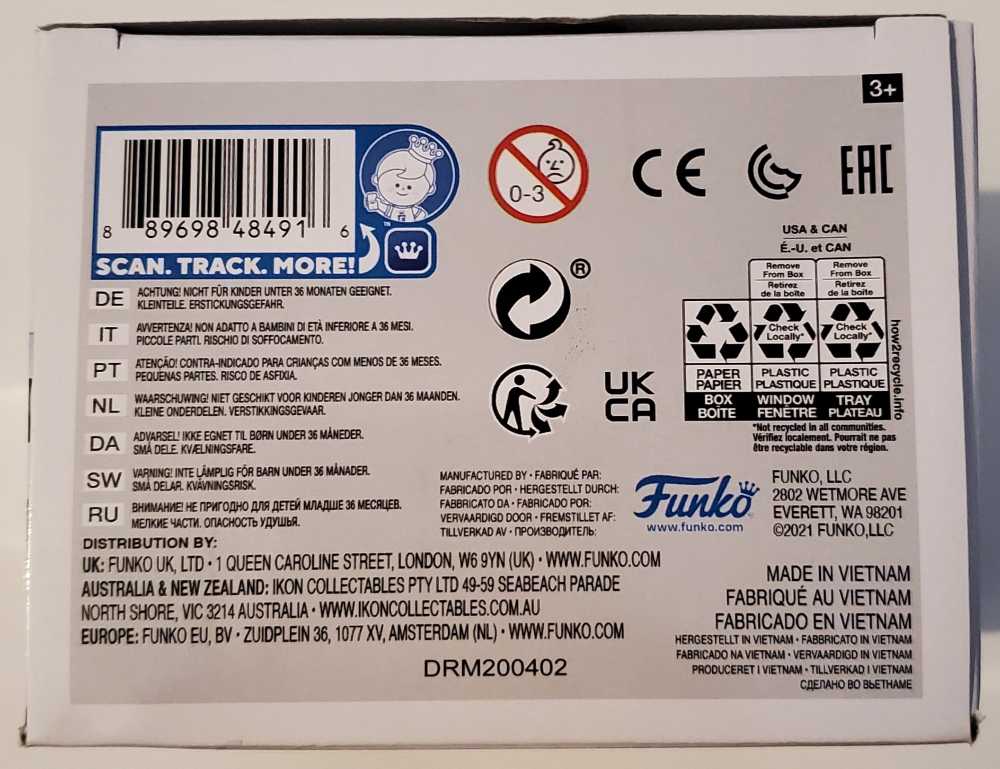 3+
8 89698 48491 6
SCAN. TRACK. MORE!
™
0-3
CE
EAC
®
UK
CA
USA & CAN
É.-U. et CAN
Remove From Box
Retirez de la boîte
Remove From Box
Retirez de la boîte
Check Locally*
Check Locally*
PAPER PAPIER
PLASTIC PLASTIQUE
PLASTIC PLASTIQUE
BOX BOÎTE
WINDOW FENÊTRE
TRAY PLATEAU
how2recycle.info
*Not recycled in all communities.
Vérifiez localement. Pourrait ne pas
être recyclable dans votre région.
DE ACHTUNG! NICHT FÜR KINDER UNTER 36 MONATEN GEEIGNET.
KLEINTEILE. ERSTICKUNGSGEFAHR.
IT AVVERTENZA! NON ADATTO A BAMBINI DI ETÀ INFERIORE A 36 MESI.
PICCOLE PARTI. RISCHIO DI SOFFOCAMENTO.
PT ATENÇÃO! CONTRA-INDICADO PARA CRIANÇAS COM MENOS DE 36 MESES.
PEQUENAS PARTES. RISCO DE ASFIXIA.
NL WAARSCHUWING! NIET GESCHIKT VOOR KINDEREN JONGER DAN 36 MAANDEN.
KLEINE ONDERDELEN. VERSTIKKINGSGEVAAR.
DA ADVARSEL! IKKE EGNET TIL BØRN UNDER 36 MÅNEDER.
SMÅ DELE. KVÆLNINGSFARE.
SW VARNING! INTE LÄMPLIG FÖR BARN UNDER 36 MÅNADER.
SMÅ DELAR. KVÄVNINGSRISK.
RU ВНИМАНИЕ! НЕ ПРИГОДНО ДЛЯ ДЕТЕЙ МЛАДШЕ 36 МЕСЯЦЕВ.
МЕЛКИЕ ЧАСТИ. ОПАСНОСТЬ УДУШЬЯ.
MANUFACTURED BY • FABRIQUÉ PAR:
FABRICADO POR • HERGESTELLT DURCH:
FABBRICATO DA • FABRICADO POR:
VERVAARDIGD DOOR • FREMSTILLET AF:
TILLVERKAD AV • ПРОИЗВОДИТЕЛЬ:
Funko
www.funko.com
FUNKO, LLC
2802 WETMORE AVE
EVERETT, WA 98201
©2021 FUNKO,LLC
DISTRIBUTION BY:
UK: FUNKO UK, LTD • 1 QUEEN CAROLINE STREET, LONDON, W6 9YN (UK) • WWW.FUNKO.COM
AUSTRALIA & NEW ZEALAND: IKON COLLECTABLES PTY LTD 49-59 SEABEACH PARADE
NORTH SHORE, VIC 3214 AUSTRALIA • WWW.IKONCOLLECTABLES.COM.AU
EUROPE: FUNKO EU, BV • ZUIDPLEIN 36, 1077 XV, AMSTERDAM (NL) • WWW.FUNKO.COM
DRM200402
MADE IN VIETNAM
FABRIQUÉ AU VIETNAM
FABRICADO EN VIETNAM
HERGESTELLT IN VIETNAM • FABBRICATO IN VIETNAM
FABRICADO NA VIETNAM • VERVAARDIGD IN VIETNAM
PRODUCERET I VIETNAM • TILLVERKAD I VIETNAM
СДЕЛАНО ВО ВЬЕТНАМЕ